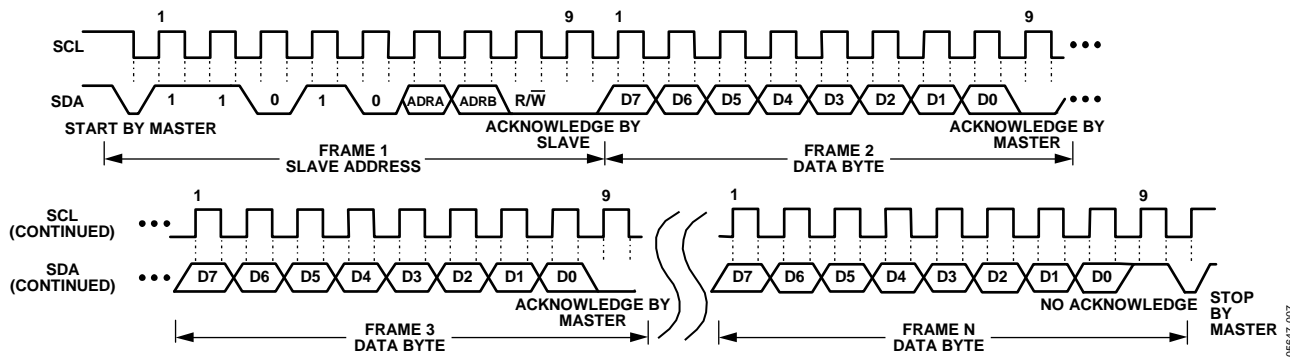 1 9 1 9
SCL
SDA 1 1 0 1 0 ADRA ADRB R/W̅ D7 D6 D5 D4 D3 D2 D1 D0
START BY MASTER
ACKNOWLEDGE BY
SLAVE
ACKNOWLEDGE BY
MASTER
FRAME 1
SLAVE ADDRESS
FRAME 2
DATA BYTE
1 9 1 9
SCL
(CONTINUED)
SDA
(CONTINUED)
D7 D6 D5 D4 D3 D2 D1 D0 D7 D6 D5 D4 D3 D2 D1 D0
ACKNOWLEDGE BY
MASTER
NO ACKNOWLEDGE
STOP
BY
MASTER
FRAME 3
DATA BYTE
FRAME N
DATA BYTE